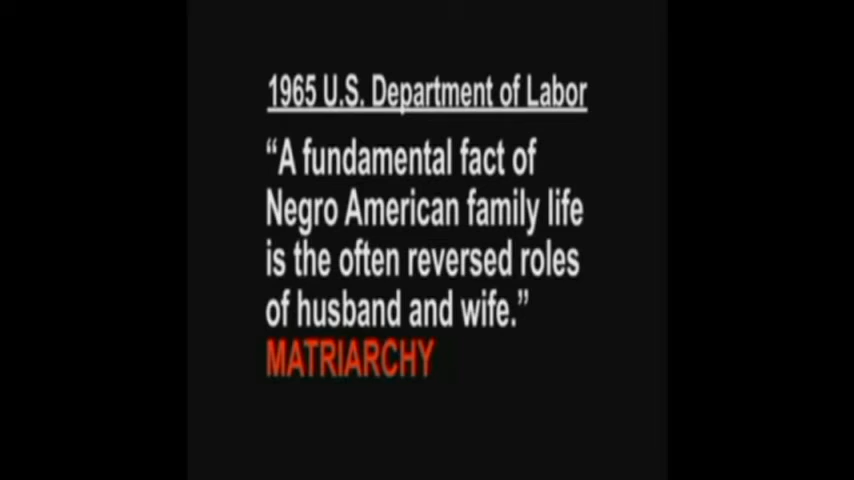 1965 U.S. Department of Labor
“A fundamental fact of
Negro American family life
is the often reversed roles
of husband and wife.”
MATRIARCHY